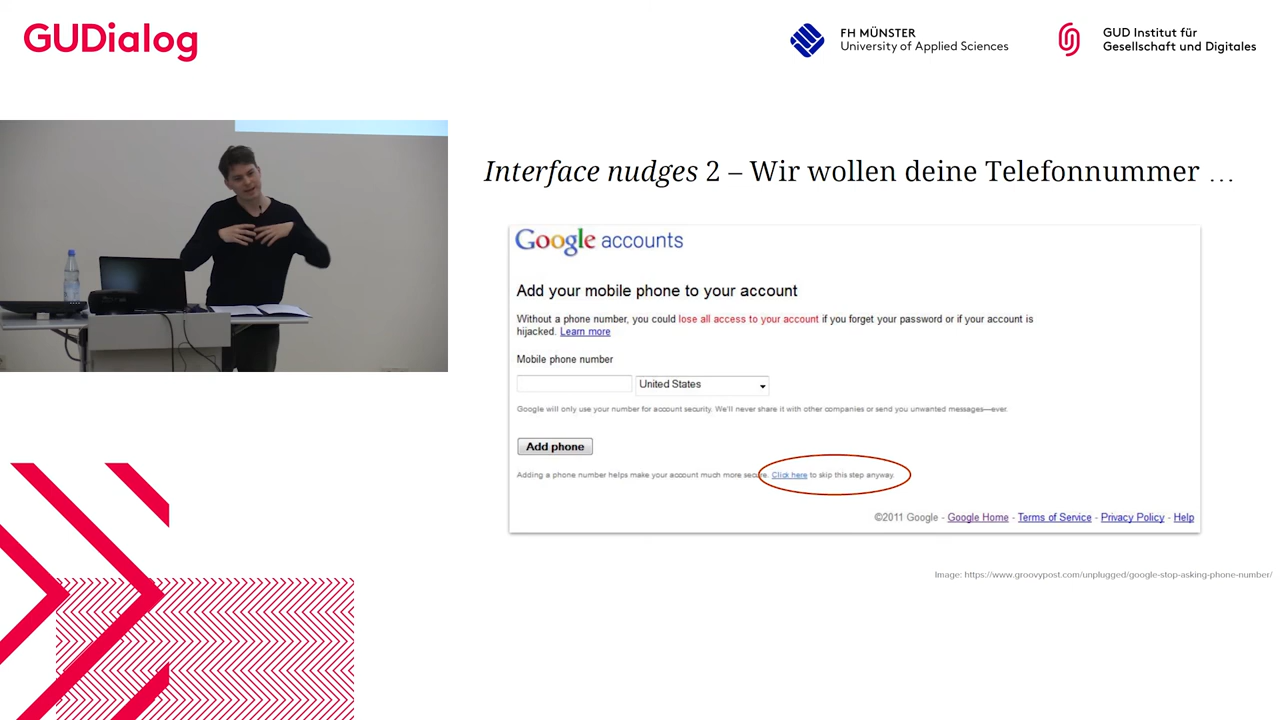 GUDialog
FH MÜNSTER
University of Applied Sciences
GUD Institut für
Gesellschaft und Digitales
Interface nudges 2 – Wir wollen deine Telefonnummer …
Google accounts
Add your mobile phone to your account
Without a phone number, you could lose all access to your account if you forget your password or if your account is
hijacked. Learn more
Mobile phone number
United States
Google will only use your number for account security. We'll never share it with other companies or send you unwanted messages—ever.
Add phone
Adding a phone number helps make your account much more secure. Click here to skip this step anyway.
©2011 Google - Google Home - Terms of Service - Privacy Policy - Help
Image: https://www.groovypost.com/unplugged/google-stop-asking-phone-number/